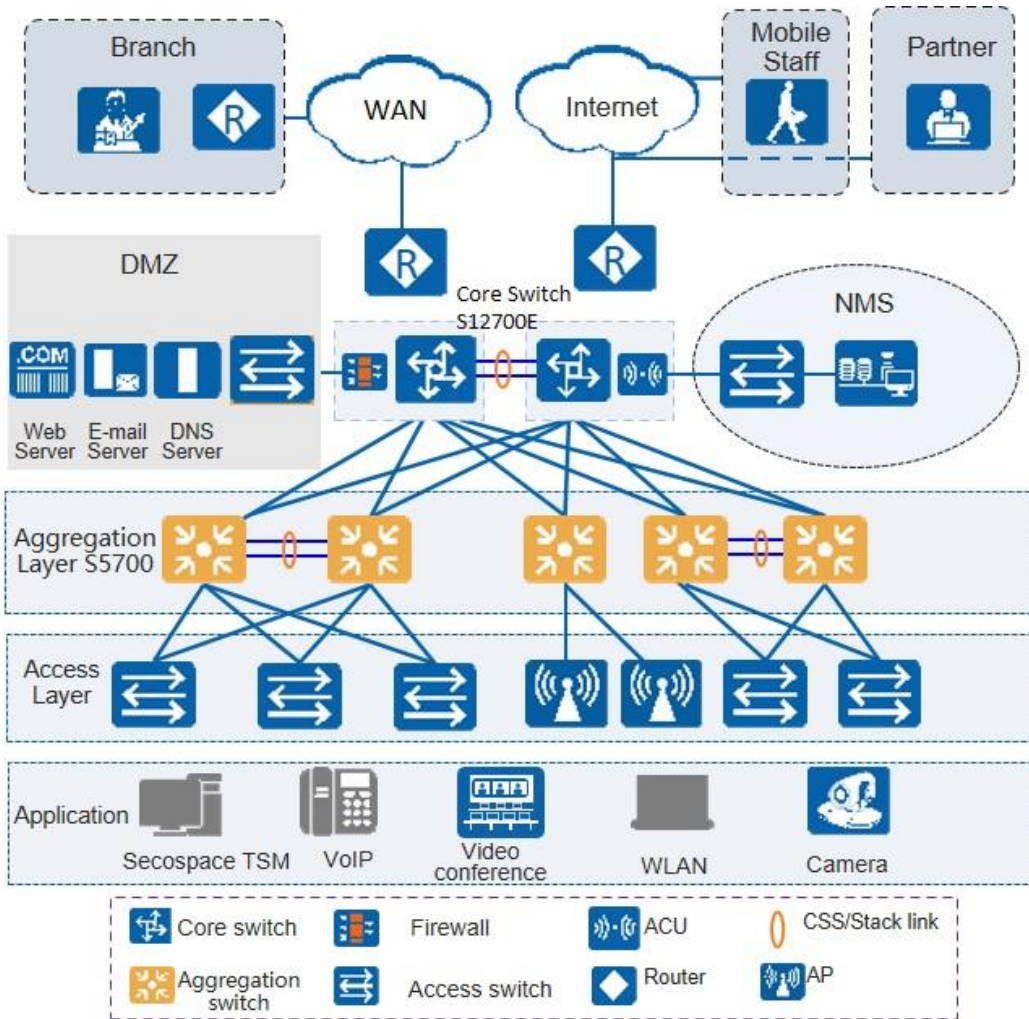 Branch
R
WAN
Internet
Mobile
Staff
Partner
R
R
DMZ
Core Switch
S12700E
NMS
.COM
Web
Server
E-mail
Server
DNS
Server
Aggregation
Layer S5700
Access
Layer
Application
Secospace TSM
VoIP
Video
conference
WLAN
Camera
Core switch
Firewall
ACU
CSS/Stack link
Aggregation
switch
Access switch
Router
AP